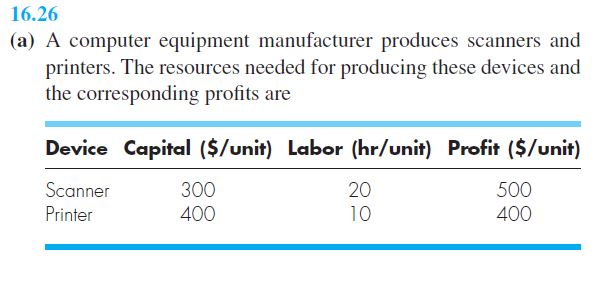 16.26
(a) A computer equipment manufacturer produces scanners and
printers. The resources needed for producing these devices and
the corresponding profits are
Device Capital ($/unit) Labor (hr/unit) Profit ($/unit)
Scanner 300 20 500
Printer 400 10 400